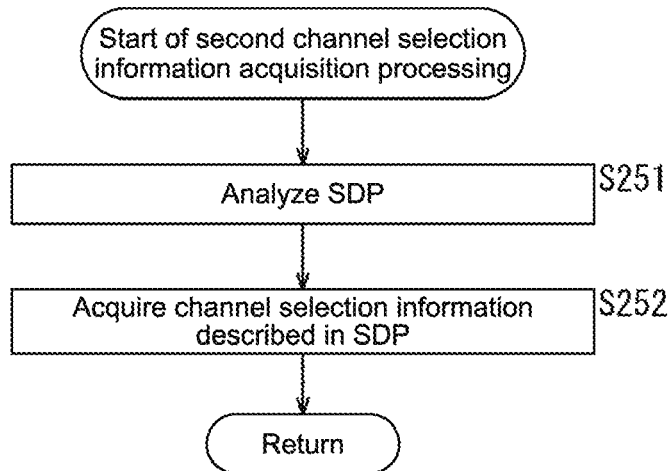 Start of second channel selection
information acquisition processing
Analyze SDP
S251
Acquire channel selection information
described in SDP
S252
Return